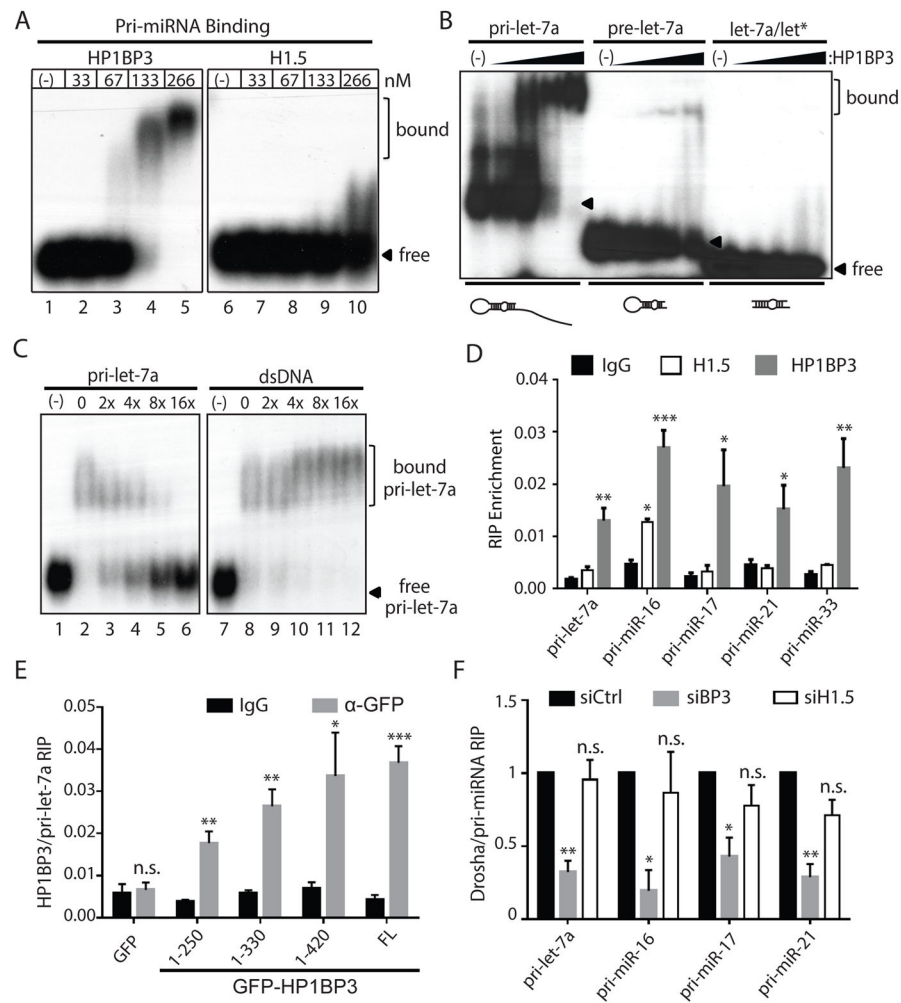 A
Pri-miRNA Binding
HP1BP3 H1.5
(-) 33 67 133 266 (-) 33 67 133 266 nM
bound
free
1 2 3 4 5 6 7 8 9 10
B
pri-let-7a pre-let-7a let-7a/let*
(-) (-) (-) :HP1BP3
bound
free
C
pri-let-7a dsDNA
(-) 0 2x 4x 8x 16x (-) 0 2x 4x 8x 16x
bound
pri-let-7a
free
pri-let-7a
1 2 3 4 5 6 7 8 9 10 11 12
D
IgG H1.5 HP1BP3
RIP Enrichment
0.04
0.03
0.02
0.01
0.00
** * *** * * **
pri-let-7a pri-miR-16 pri-miR-17 pri-miR-21 pri-miR-33
E
IgG α-GFP
HP1BP3/pri-let-7a RIP
0.05
0.04
0.03
0.02
0.01
0.00
n.s. ** ** * ***
GFP 1-250 1-330 1-420 FL
GFP-HP1BP3
F
siCtrl siBP3 siH1.5
Drosha/pri-miRNA RIP
1.5
1
0.5
0
** n.s. * n.s. * n.s. ** n.s.
pri-let-7a pri-miR-16 pri-miR-17 pri-miR-21